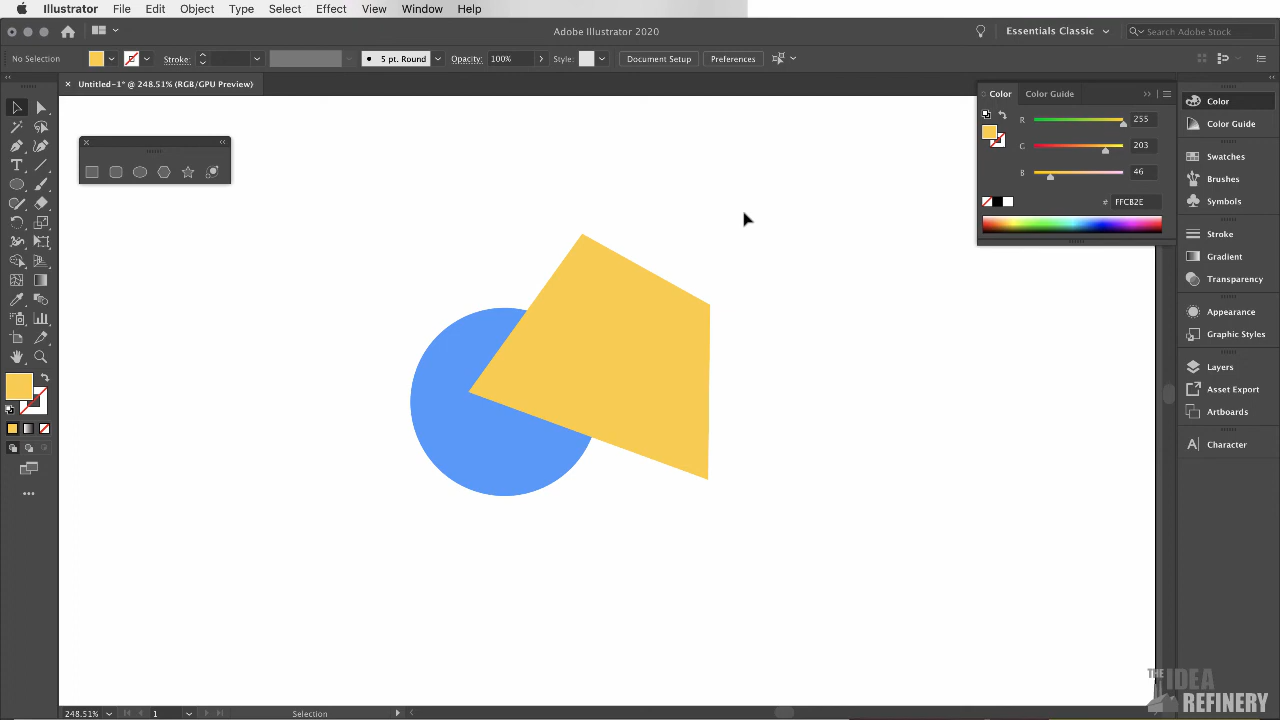 Illustrator File Edit Object Type Select Effect View Window Help
Adobe Illustrator 2020
Essentials Classic
Search Adobe Stock
No Selection Stroke: 5 pt. Round Opacity: 100% Style: Document Setup Preferences
Untitled-1* @ 248.51% (RGB/GPU Preview)
Color Color Guide
R 255
G 203
B 46
# FFCB2E
Color
Color Guide
Swatches
Brushes
Symbols
Stroke
Gradient
Transparency
Appearance
Graphic Styles
Layers
Asset Export
Artboards
Character
248.51% 1 Selection
THE IDEA
REFINERY